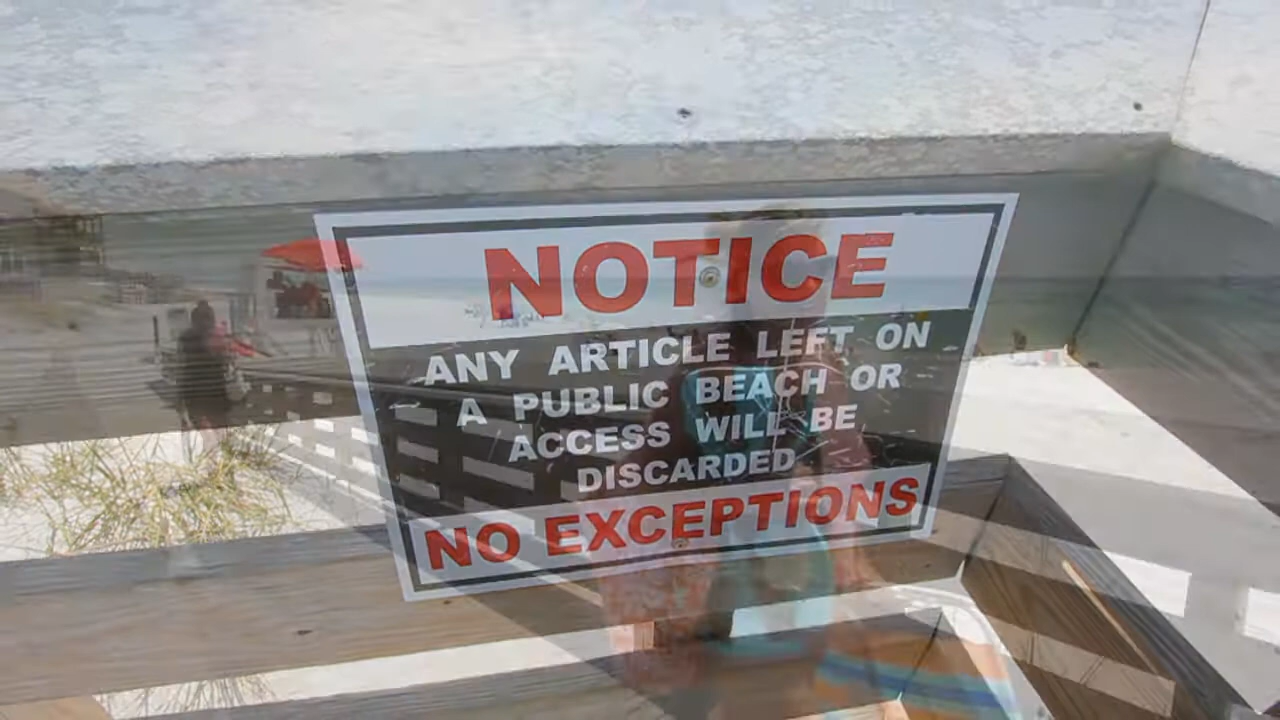 NOTICE
ANY ARTICLE LEFT ON
A PUBLIC BEACH OR
ACCESS WILL BE
DISCARDED
NO EXCEPTIONS